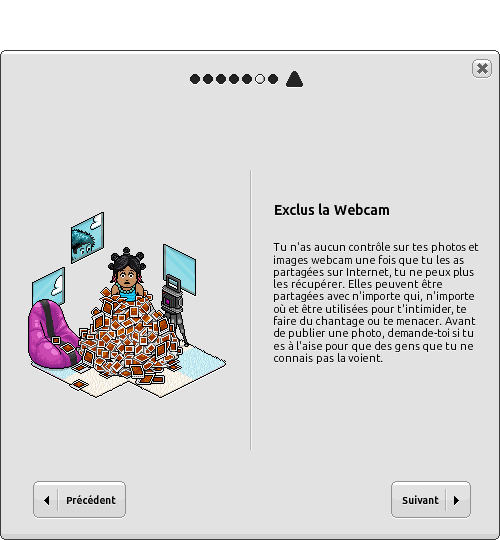 Exclus la Webcam
Tu n'as aucun contrôle sur tes photos et
images webcam une fois que tu les as
partagées sur Internet, tu ne peux plus
les récupérer. Elles peuvent être
partagées avec n'importe qui, n'importe
où et être utilisées pour t'intimider, te
faire du chantage ou te menacer. Avant
de publier une photo, demande-toi si tu
es à l'aise pour que des gens que tu ne
connais pas la voient.
Précédent
Suivant